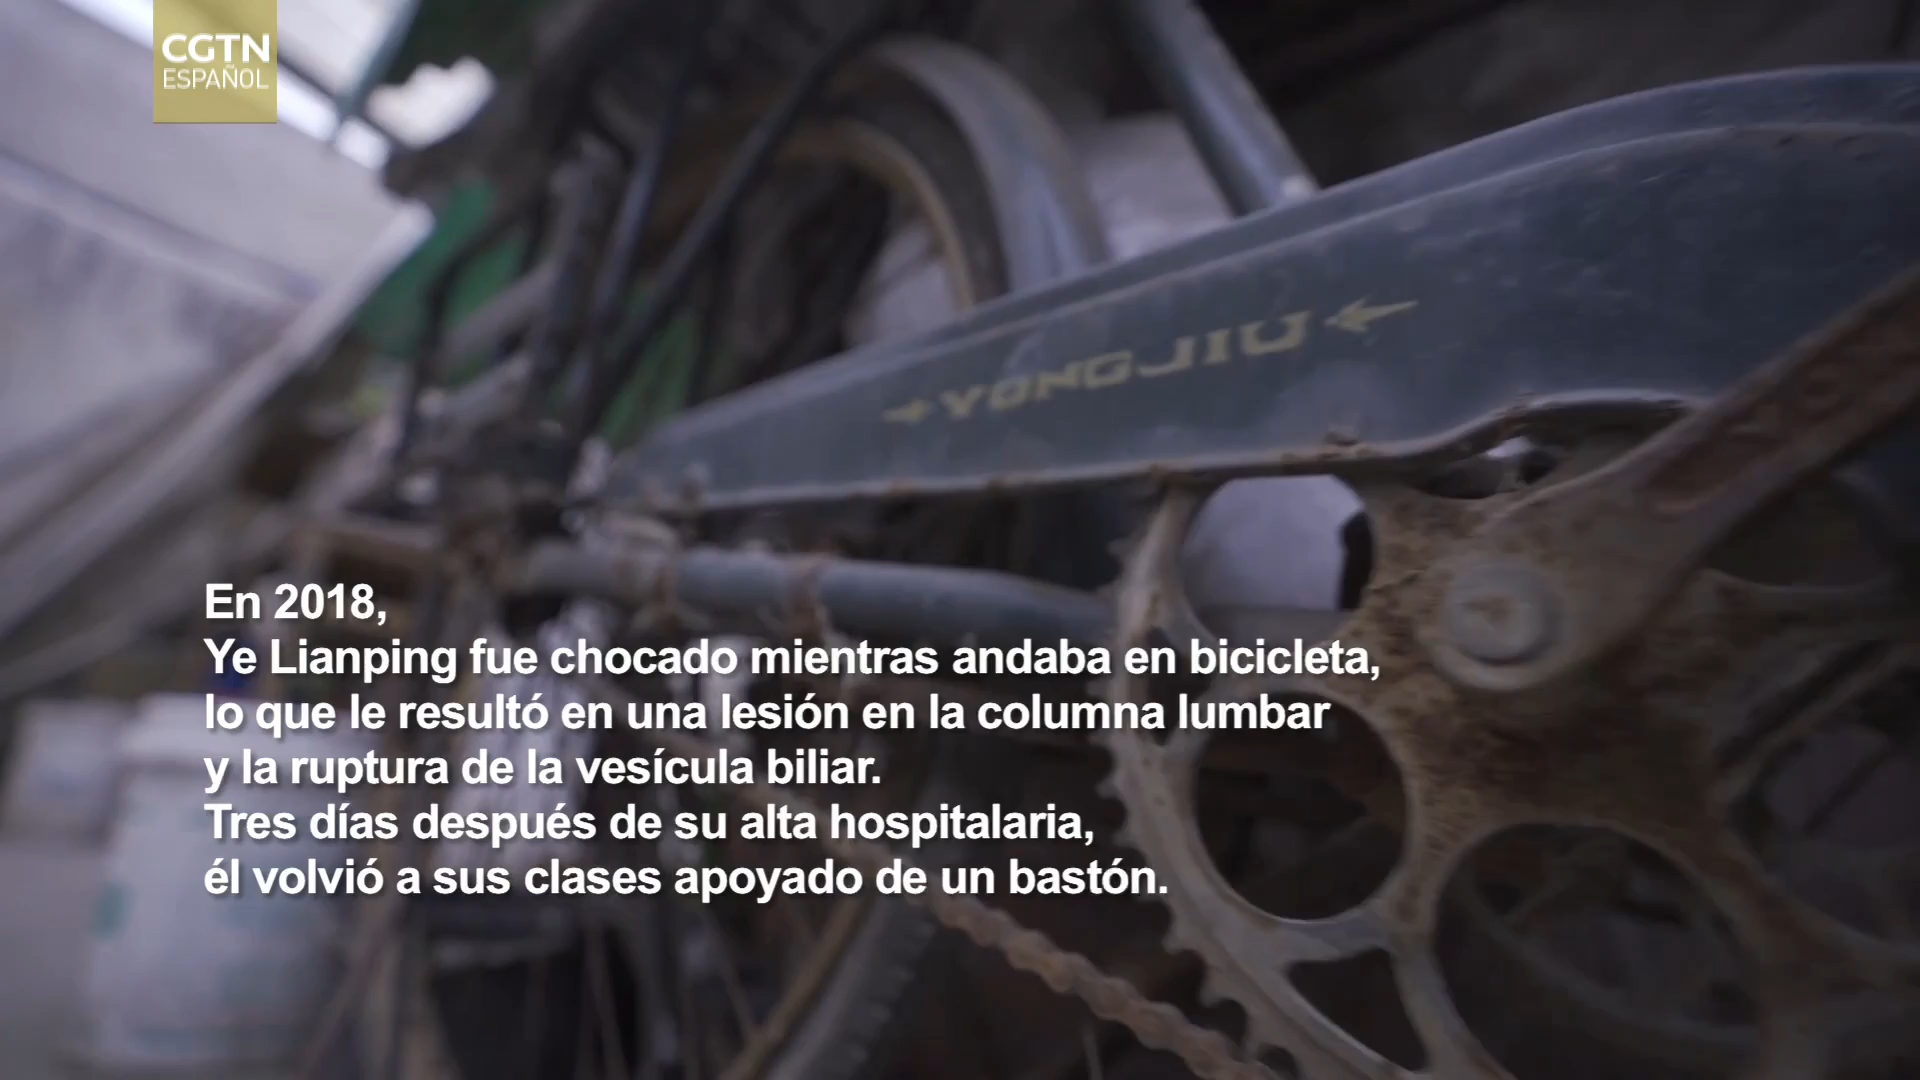 CGTN
ESPAÑOL
YONGJIU
En 2018,
Ye Lianping fue chocado mientras andaba en bicicleta,
lo que le resultó en una lesión en la columna lumbar
y la ruptura de la vesícula biliar.
Tres días después de su alta hospitalaria,
él volvió a sus clases apoyado de un bastón.